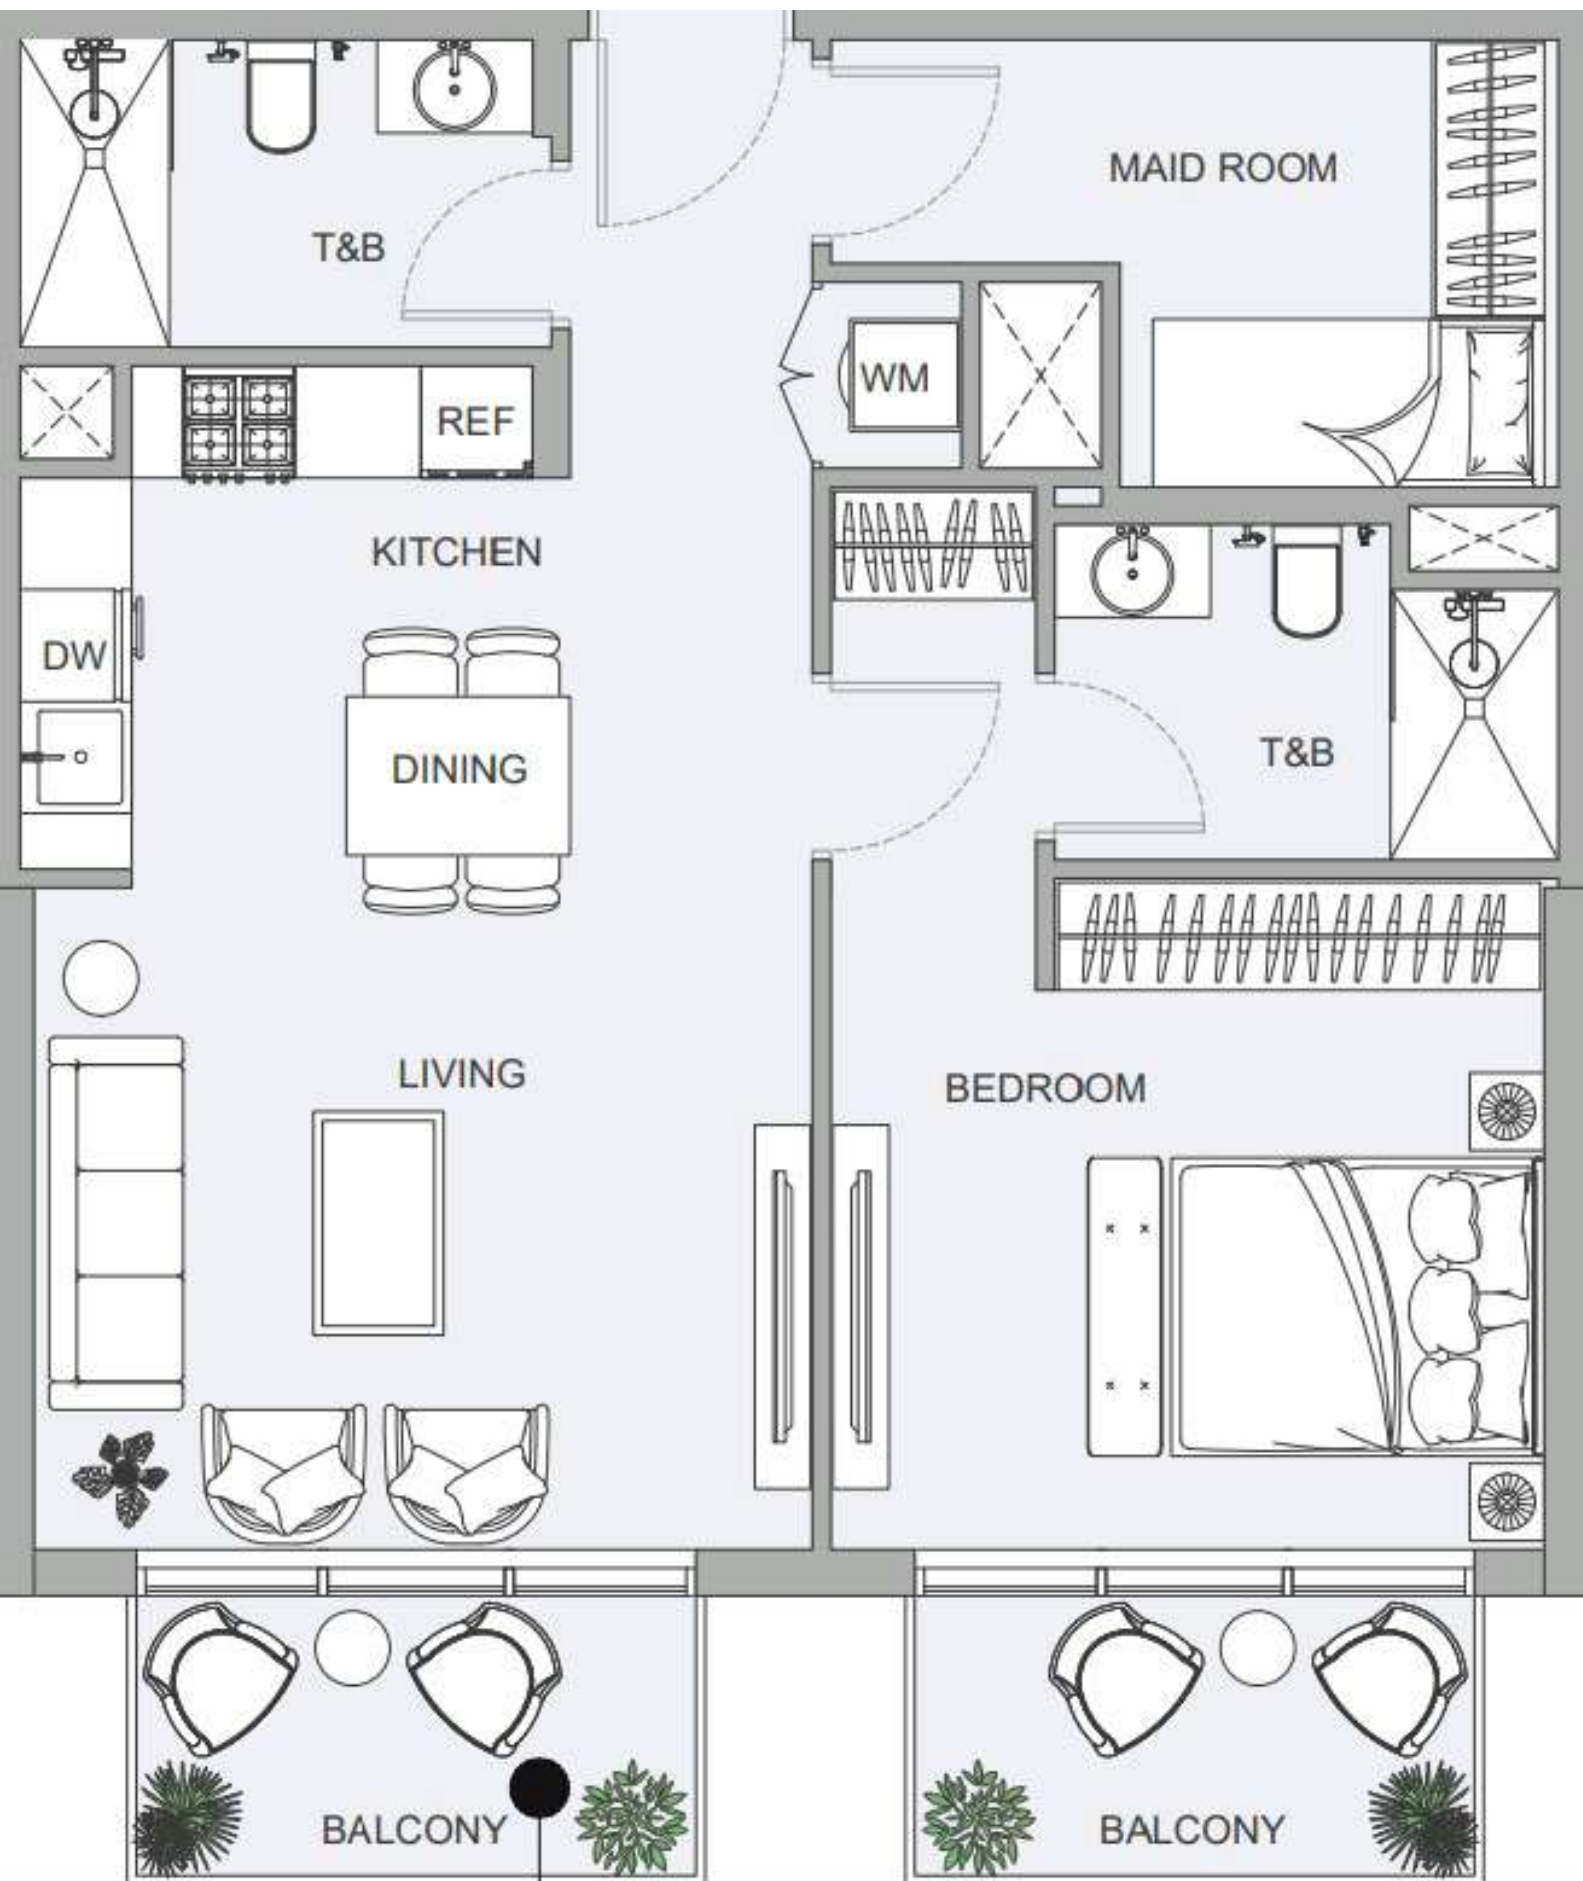 MAID ROOM
T&B
WM
REF
KITCHEN
DW
T&B
DINING
LIVING
BEDROOM
BALCONY
BALCONY